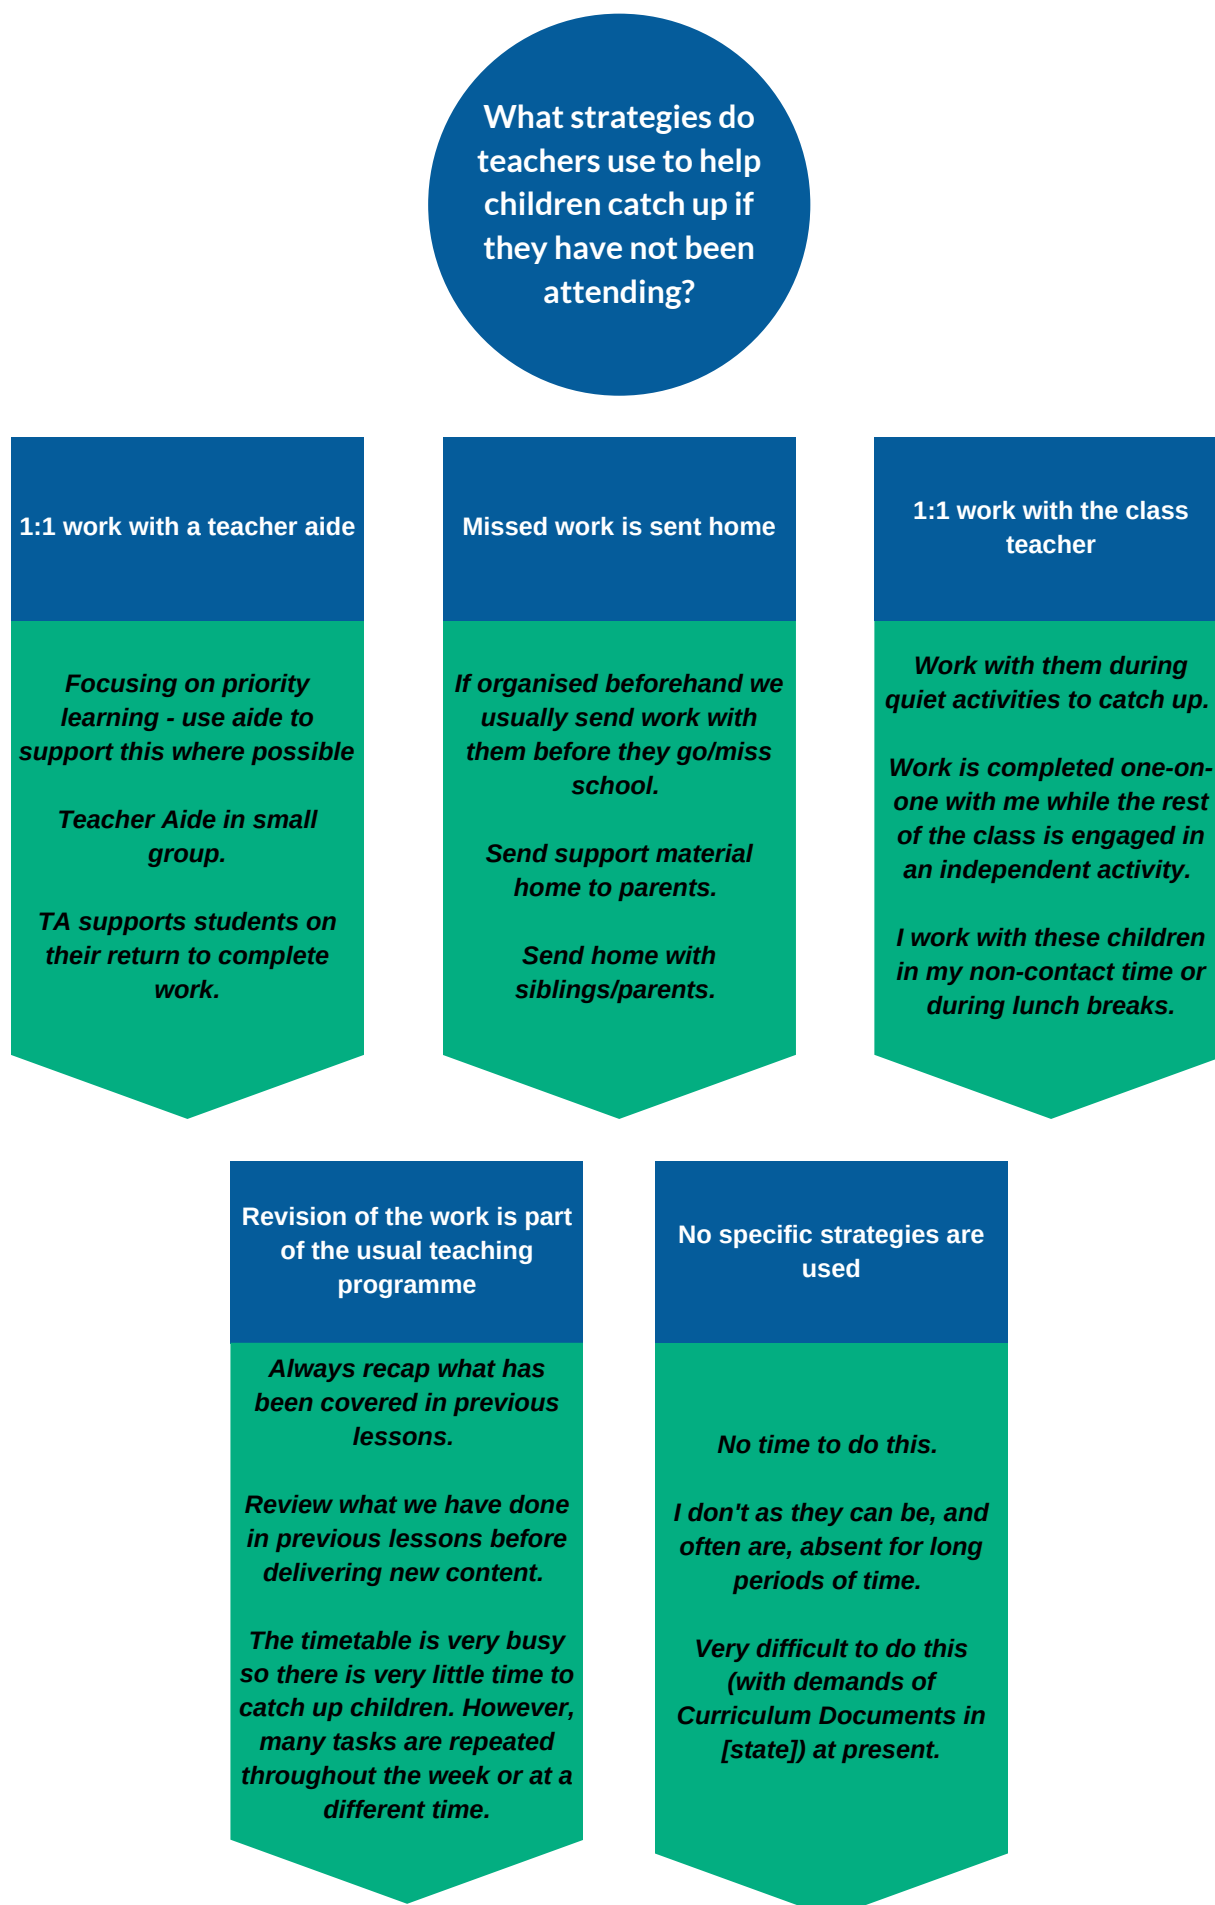 What strategies do
teachers use to help
children catch up if
they have not been
attending?
1:1 work with a teacher aide
Focusing on priority
learning - use aide to
support this where possible
Teacher Aide in small
group.
TA supports students on
their return to complete
work.
Missed work is sent home
If organised beforehand we
usually send work with
them before they go/miss
school.
Send support material
home to parents.
Send home with
siblings/parents.
1:1 work with the class
teacher
Work with them during
quiet activities to catch up.
Work is completed one-on-
one with me while the rest
of the class is engaged in
an independent activity.
I work with these children
in my non-contact time or
during lunch breaks.
Revision of the work is part
of the usual teaching
programme
Always recap what has
been covered in previous
lessons.
Review what we have done
in previous lessons before
delivering new content.
The timetable is very busy
so there is very little time to
catch up children. However,
many tasks are repeated
throughout the week or at a
different time.
No specific strategies are
used
No time to do this.
I don't as they can be, and
often are, absent for long
periods of time.
Very difficult to do this
(with demands of
Curriculum Documents in
[state]) at present.